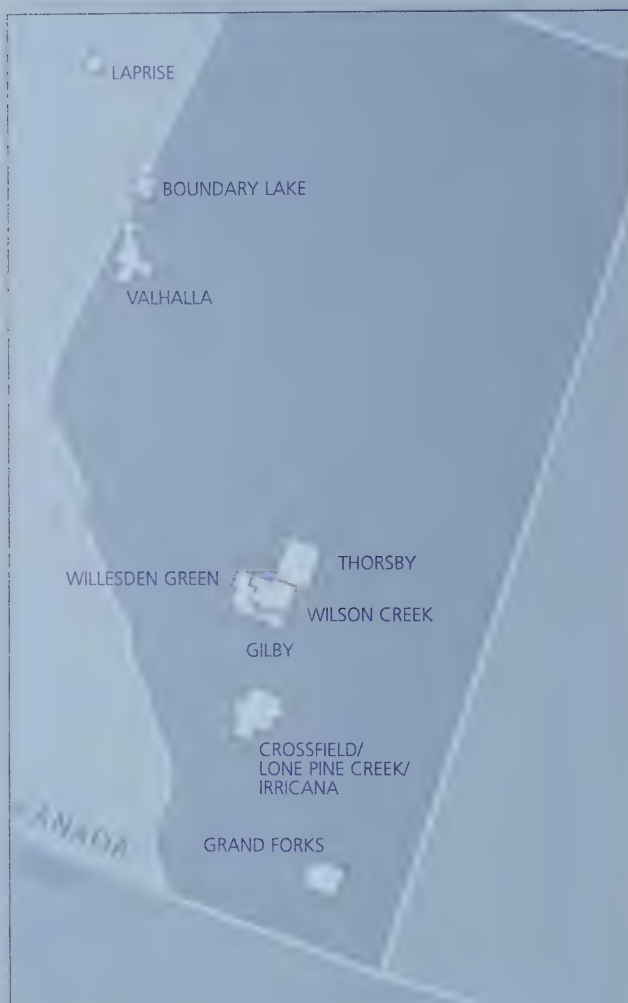 LAPRISE
BOUNDARY LAKE
VALHALLA
THORSBY
WILLESDEN GREEN
WILSON CREEK
GILBY
CROSSFIELD/
LONE PINE CREEK/
IRRICANA
GRAND FORKS
ANADA